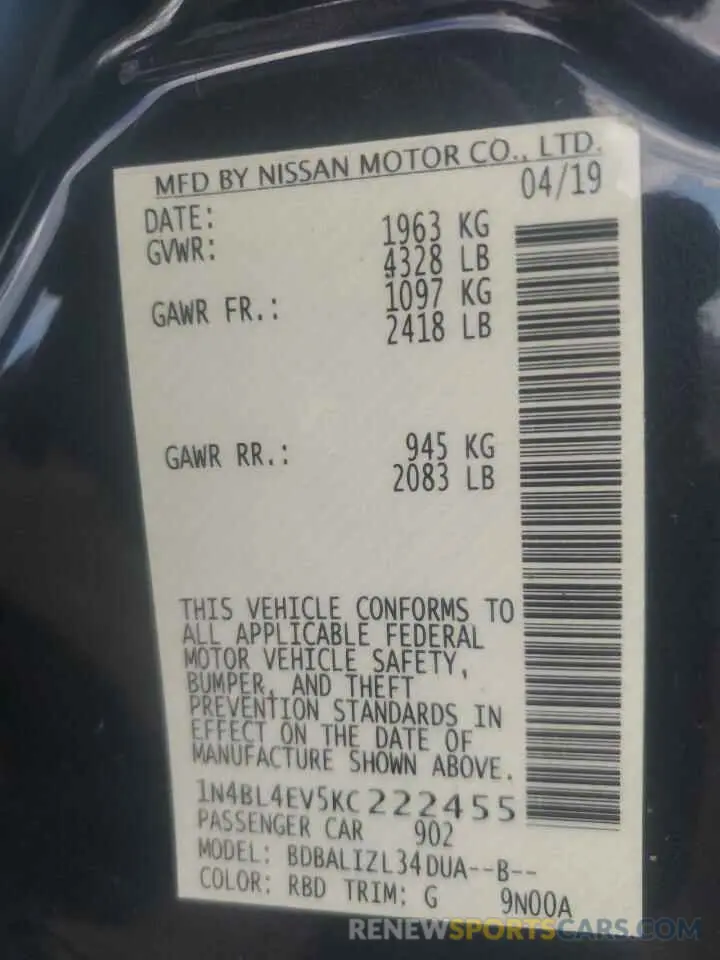 MFD BY NISSAN MOTOR CO., LTD.
DATE: 04/19
GVWR: 1963 KG
4328 LB
GAWR FR.: 1097 KG
2418 LB
GAWR RR.: 945 KG
2083 LB
THIS VEHICLE CONFORMS TO
ALL APPLICABLE FEDERAL
MOTOR VEHICLE SAFETY,
BUMPER, AND THEFT
PREVENTION STANDARDS IN
EFFECT ON THE DATE OF
MANUFACTURE SHOWN ABOVE.
1N4BL4EV5KC222455
PASSENGER CAR 902
MODEL: BDBALIZL34DUA--B--
COLOR: RBD TRIM: G 9N00A
RENEWSPORTSCARS.COM